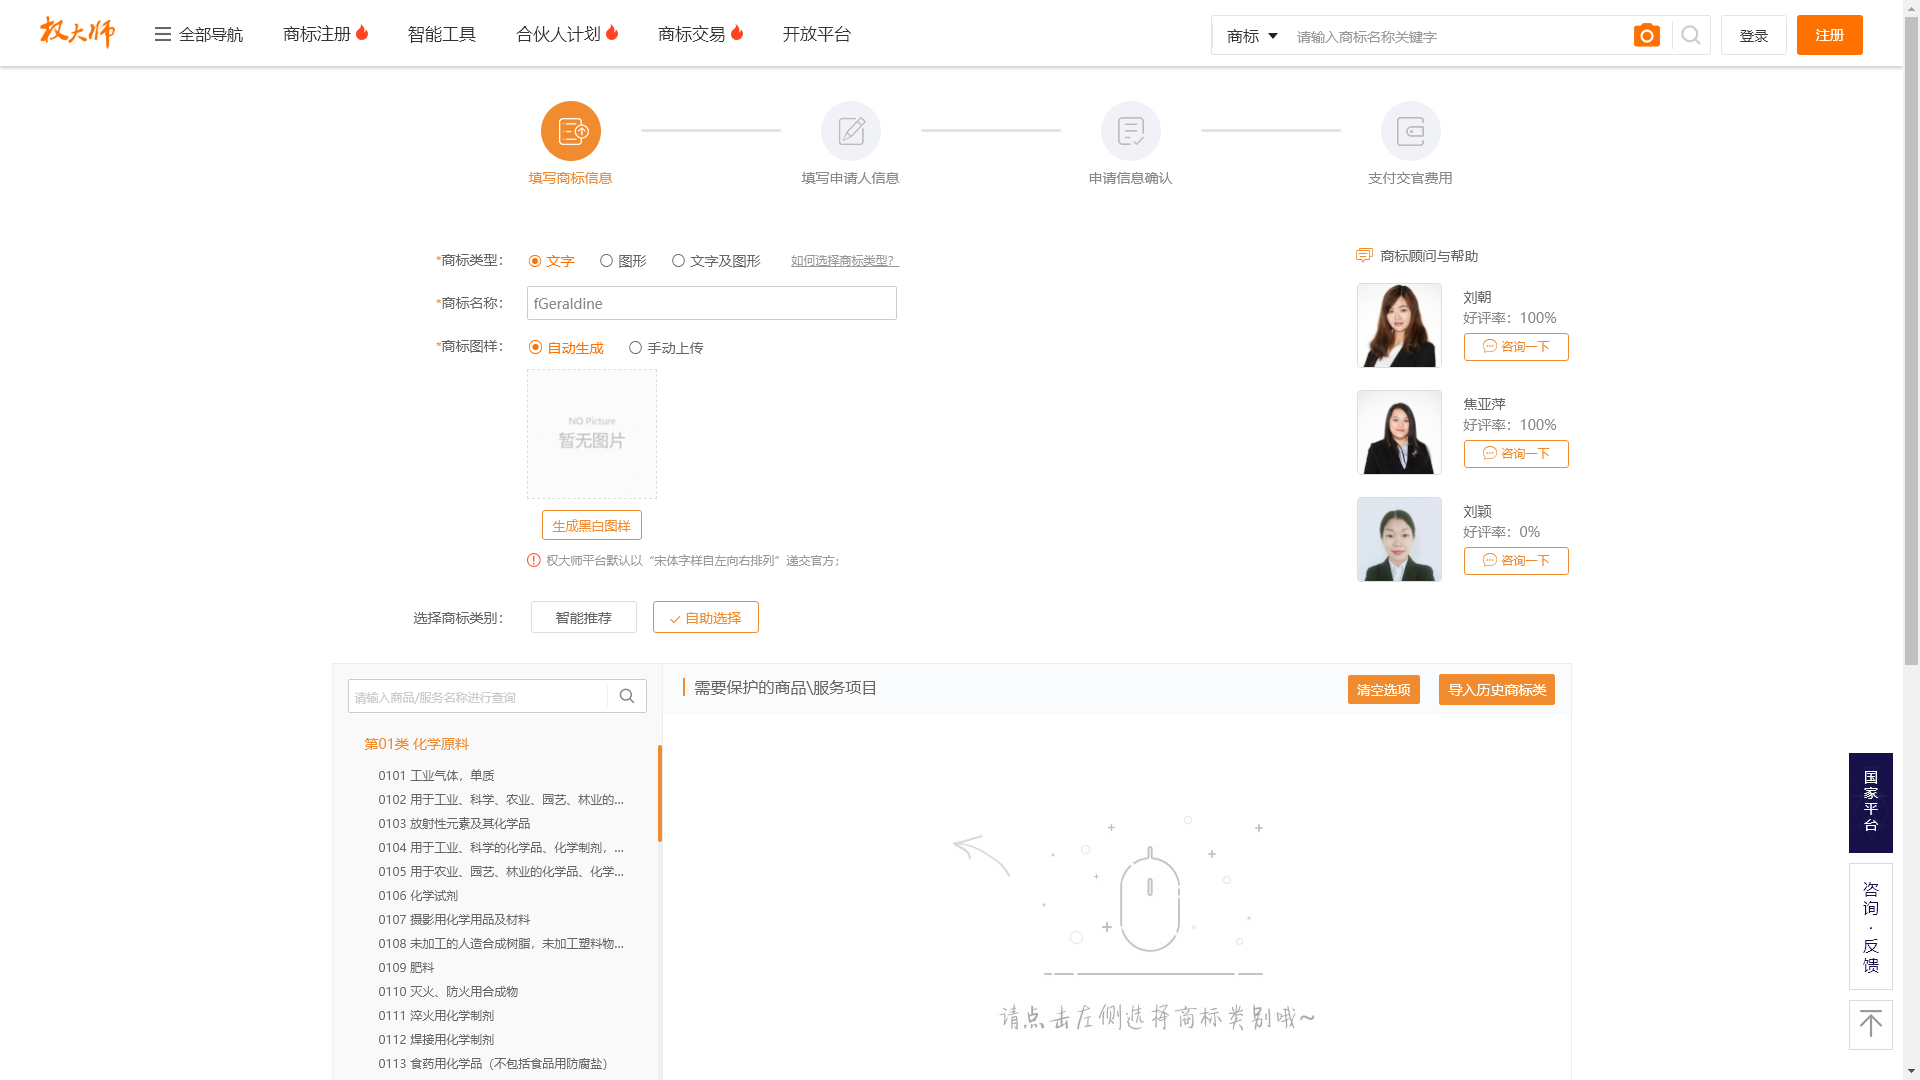 权大师
全部导航
商标注册
智能工具
合伙人计划
商标交易
开放平台
商标
请输入商标名称关键字
登录
注册
填写商标信息
填写申请人信息
申请信息确认
支付交官费用
*商标类型：
文字
图形
文字及图形
如何选择商标类型？
*商标名称：
fGeraldine
*商标图样：
自动生成
手动上传
NO Picture
暂无图片
生成黑白图样
权大师平台默认以“宋体字样自左向右排列”递交官方；
选择商标类别：
智能推荐
自助选择
商标顾问与帮助
刘朝
好评率：100%
咨询一下
焦亚萍
好评率：100%
咨询一下
刘颖
好评率：0%
咨询一下
请输入商品/服务名称进行查询
第01类 化学原料
0101 工业气体，单质
0102 用于工业、科学、农业、园艺、林业的...
0103 放射性元素及其化学品
0104 用于工业、科学的化学品、化学制剂，...
0105 用于农业、园艺、林业的化学品、化学...
0106 化学试剂
0107 摄影用化学用品及材料
0108 未加工的人造合成树脂，未加工塑料物...
0109 肥料
0110 灭火、防火用合成物
0111 淬火用化学制剂
0112 焊接用化学制剂
0113 食药用化学品（不包括食品用防腐盐）
需要保护的商品\服务项目
清空选项
导入历史商标类
请点击左侧选择商标类别哦~
国家平台
咨询·反馈